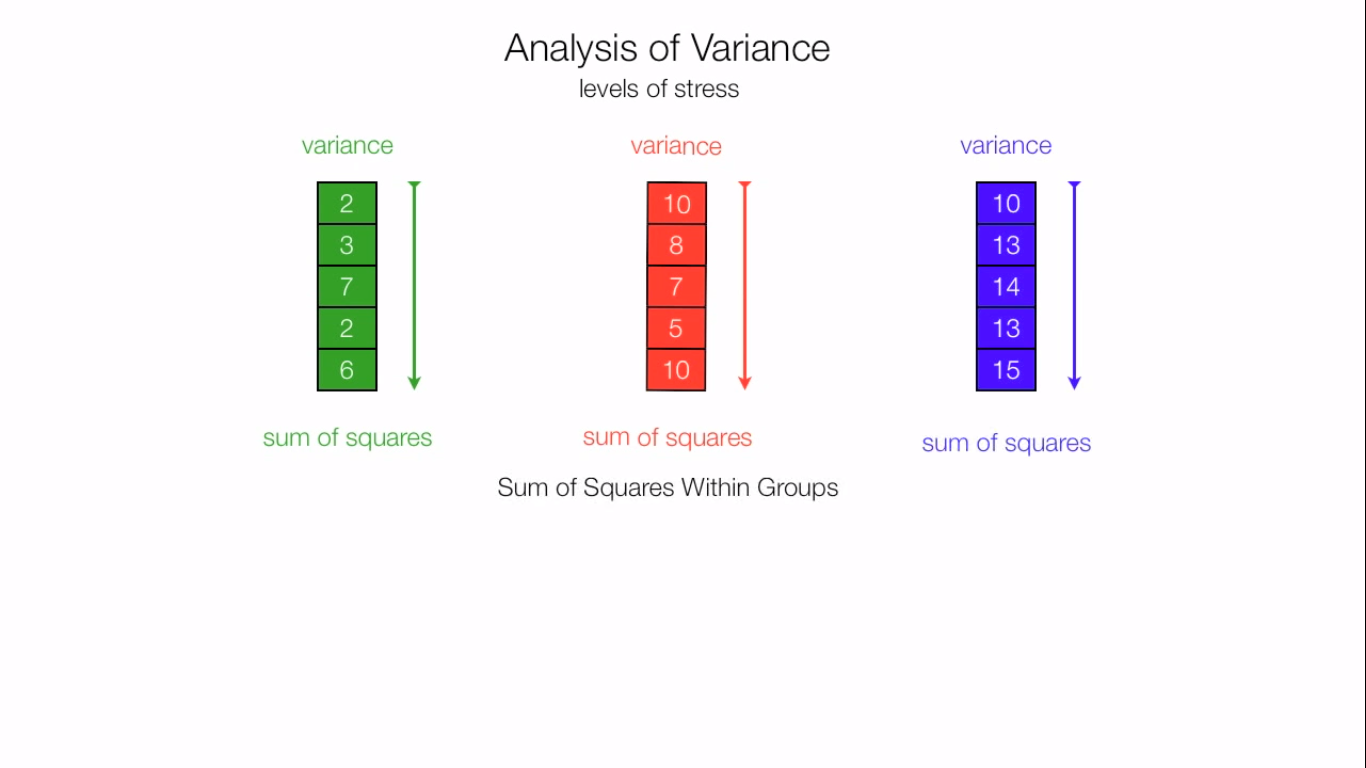 Analysis of Variance
levels of stress
variance variance variance
2 10 10
3 8 13
7 7 14
2 5 13
6 10 15
sum of squares sum of squares sum of squares
Sum of Squares Within Groups